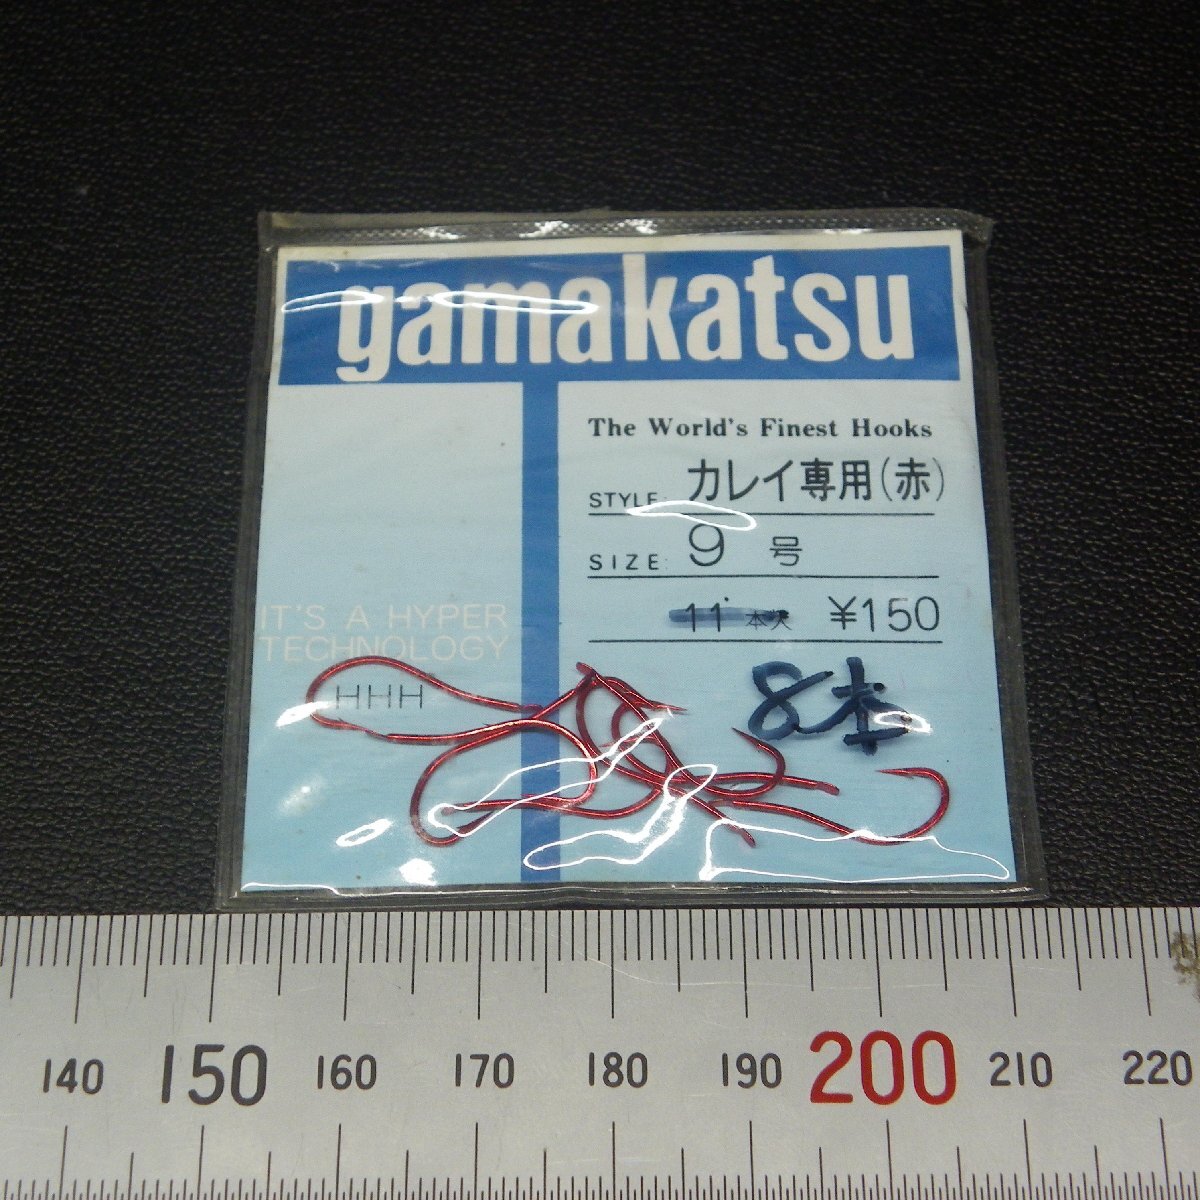 gamakatsu
The World's Finest Hooks
STYLE: カレイ専用(赤)
SIZE: 9 号
11 本入 ¥150
8本
IT'S A HYPER
TECHNOLOGY
HHH
140 150 160 170 180 190 200 210 220